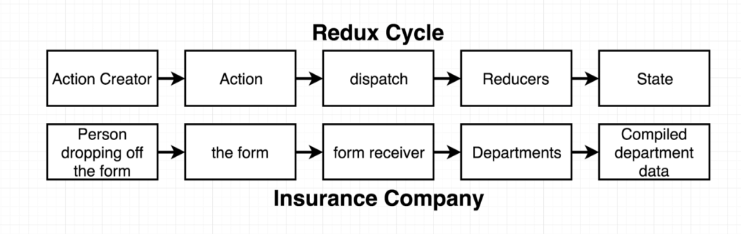 Redux Cycle
Action Creator
Action
dispatch
Reducers
State
Person
dropping off
the form
the form
form receiver
Departments
Compiled
department
data
Insurance Company